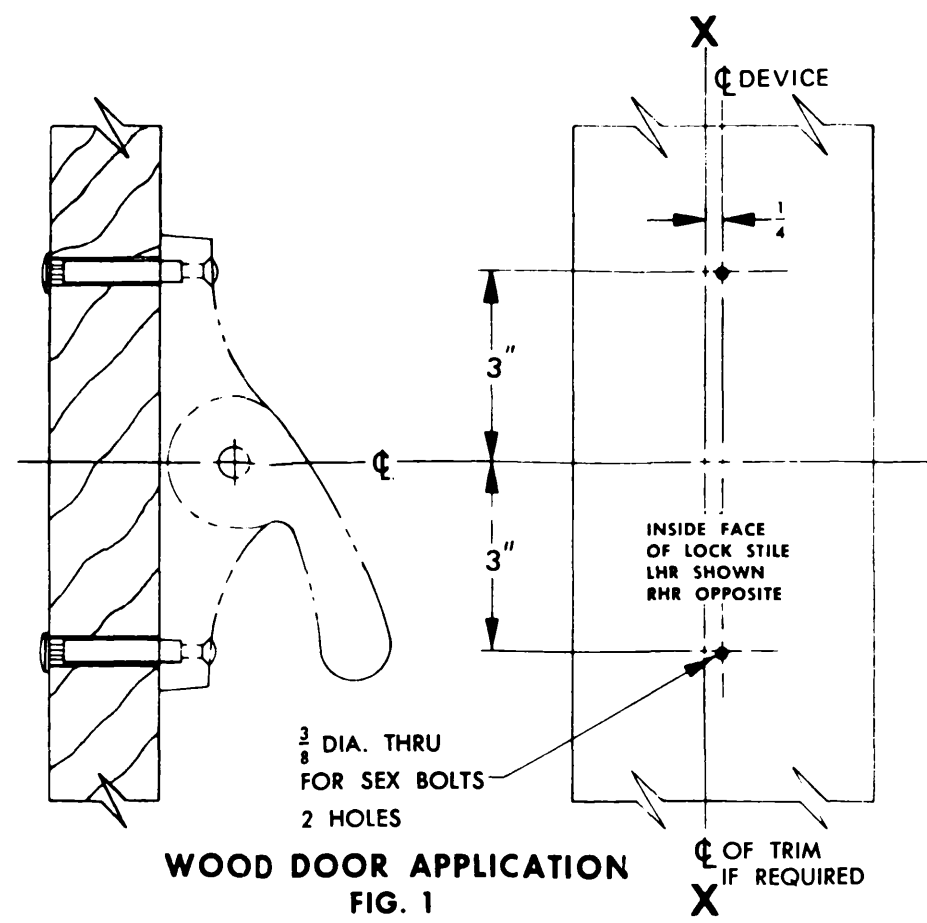 X
℄ DEVICE
1/4
3"
℄
3"
INSIDE FACE
OF LOCK STILE
LHR SHOWN
RHR OPPOSITE
3/8 DIA. THRU
FOR SEX BOLTS
2 HOLES
℄ OF TRIM
IF REQUIRED
X
WOOD DOOR APPLICATION
FIG. 1